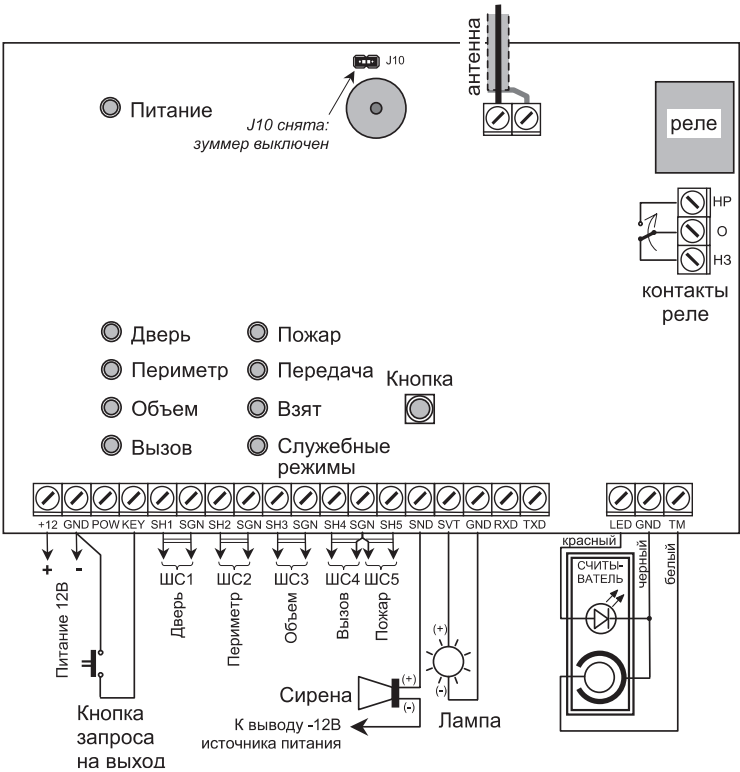 J10
антенна
Питание
J10 снята:
зуммер выключен
реле
НР
О
НЗ
контакты
реле
Дверь
Пожар
Периметр
Передача
Кнопка
Объем
Взят
Вызов
Служебные
режимы
+12 GND POW KEY SH1 SGN SH2 SGN SH3 SGN SH4 SGN SH5 SND SVT GND RXD TXD
LED GND TM
красный
черный
белый
+
-
Питание 12В
ШС1
Дверь
ШС2
Периметр
ШС3
Объем
ШС4
Вызов
ШС5
Пожар
СЧИТЫ-
ВАТЕЛЬ
(+)
(-)
Лампа
Сирена
(+)
(-)
К выводу -12В
источника питания
Кнопка
запроса
на выход